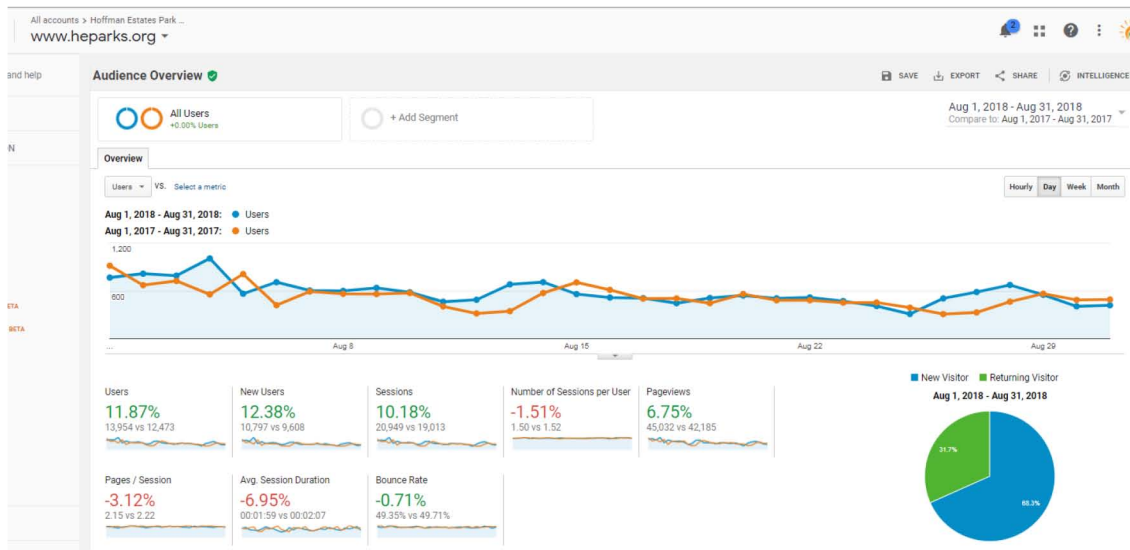 All accounts > Hoffman Estates Park ...
www.heparks.org
2
and help
Audience Overview
SAVE EXPORT SHARE INTELLIGENCE
All Users
+0.00% Users
+ Add Segment
Aug 1, 2018 - Aug 31, 2018
Compare to: Aug 1, 2017 - Aug 31, 2017
N
Overview
Users VS. Select a metric
Hourly Day Week Month
Aug 1, 2018 - Aug 31, 2018: Users
Aug 1, 2017 - Aug 31, 2017: Users
1,200
600
ETA
BETA
... Aug 8 Aug 15 Aug 22 Aug 29
Users New Users Sessions Number of Sessions per User Pageviews
11.87% 12.38% 10.18% -1.51% 6.75%
13,954 vs 12,473 10,797 vs 9,608 20,949 vs 19,013 1.50 vs 1.52 45,032 vs 42,185
New Visitor Returning Visitor
Aug 1, 2018 - Aug 31, 2018
31.7%
68.3%
Pages / Session Avg. Session Duration Bounce Rate
-3.12% -6.95% -0.71%
2.15 vs 2.22 00:01:59 vs 00:02:07 49.35% vs 49.71%